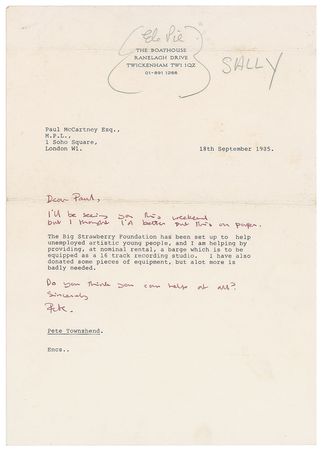 Eel Pie
THE BOATHOUSE
RANELAGH DRIVE
TWICKENHAM TW1 1QZ
01-891 1266
SALLY
Paul McCartney Esq.,
M.P.L.,
1 Soho Square,
London W1.
18th September 1985.
Dear Paul,
I'll be seeing you this weekend
but I thought I'd better put this on paper.
The Big Strawberry Foundation has been set up to help
unemployed artistic young people, and I am helping by
providing, at nominal rental, a barge which is to be
equipped as a 16 track recording studio. I have also
donated some pieces of equipment, but alot more is
badly needed.
Do you think you can help at all?
Sincerely
Pete.
Pete Townshend.
Encs..